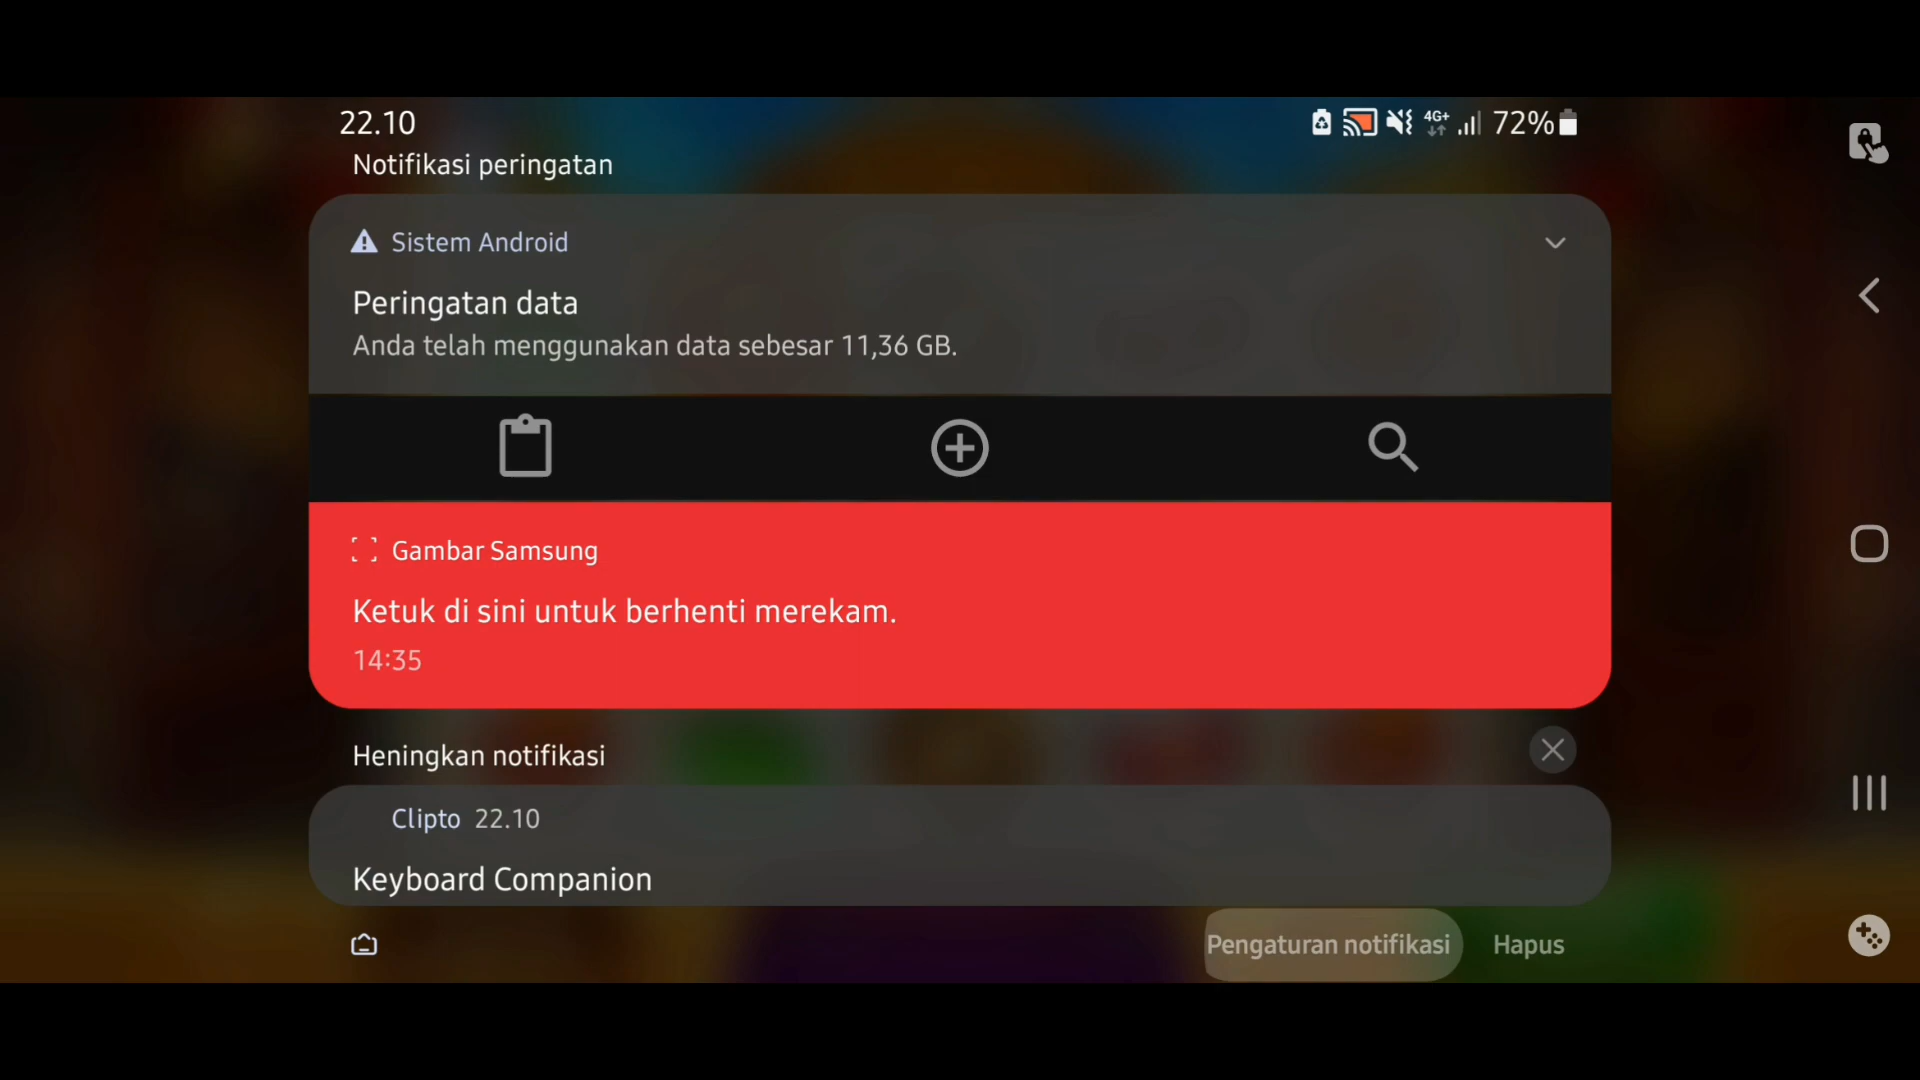 22.10
4G+
72%
Notifikasi peringatan
Sistem Android
Peringatan data
Anda telah menggunakan data sebesar 11,36 GB.
Gambar Samsung
Ketuk di sini untuk berhenti merekam.
14:35
Heningkan notifikasi
Clipto 22.10
Keyboard Companion
Pengaturan notifikasi
Hapus